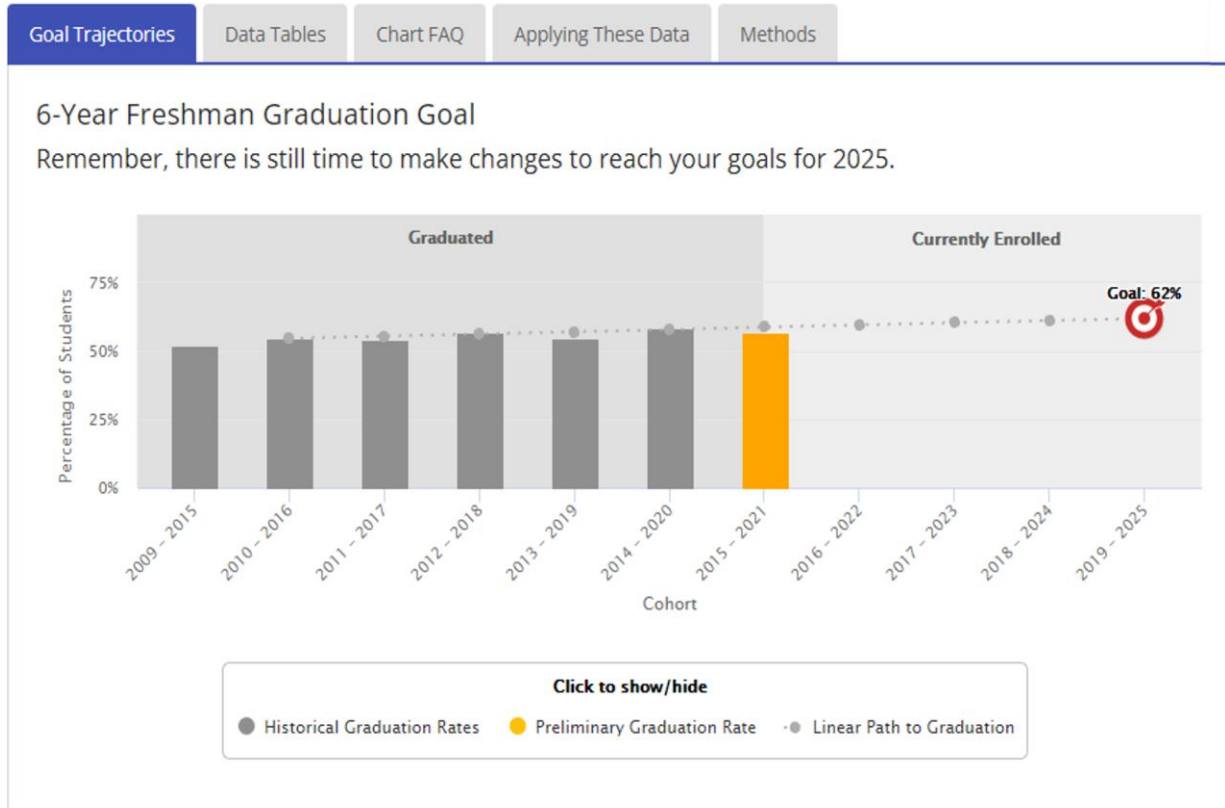 Goal Trajectories
Data Tables
Chart FAQ
Applying These Data
Methods
6-Year Freshman Graduation Goal
Remember, there is still time to make changes to reach your goals for 2025.
Graduated
Currently Enrolled
Goal: 62%
75%
50%
25%
0%
Percentage of Students
2009 - 2015
2010 - 2016
2011 - 2017
2012 - 2018
2013 - 2019
2014 - 2020
2015 - 2021
2016 - 2022
2017 - 2023
2018 - 2024
2019 - 2025
Cohort
Click to show/hide
Historical Graduation Rates
Preliminary Graduation Rate
Linear Path to Graduation